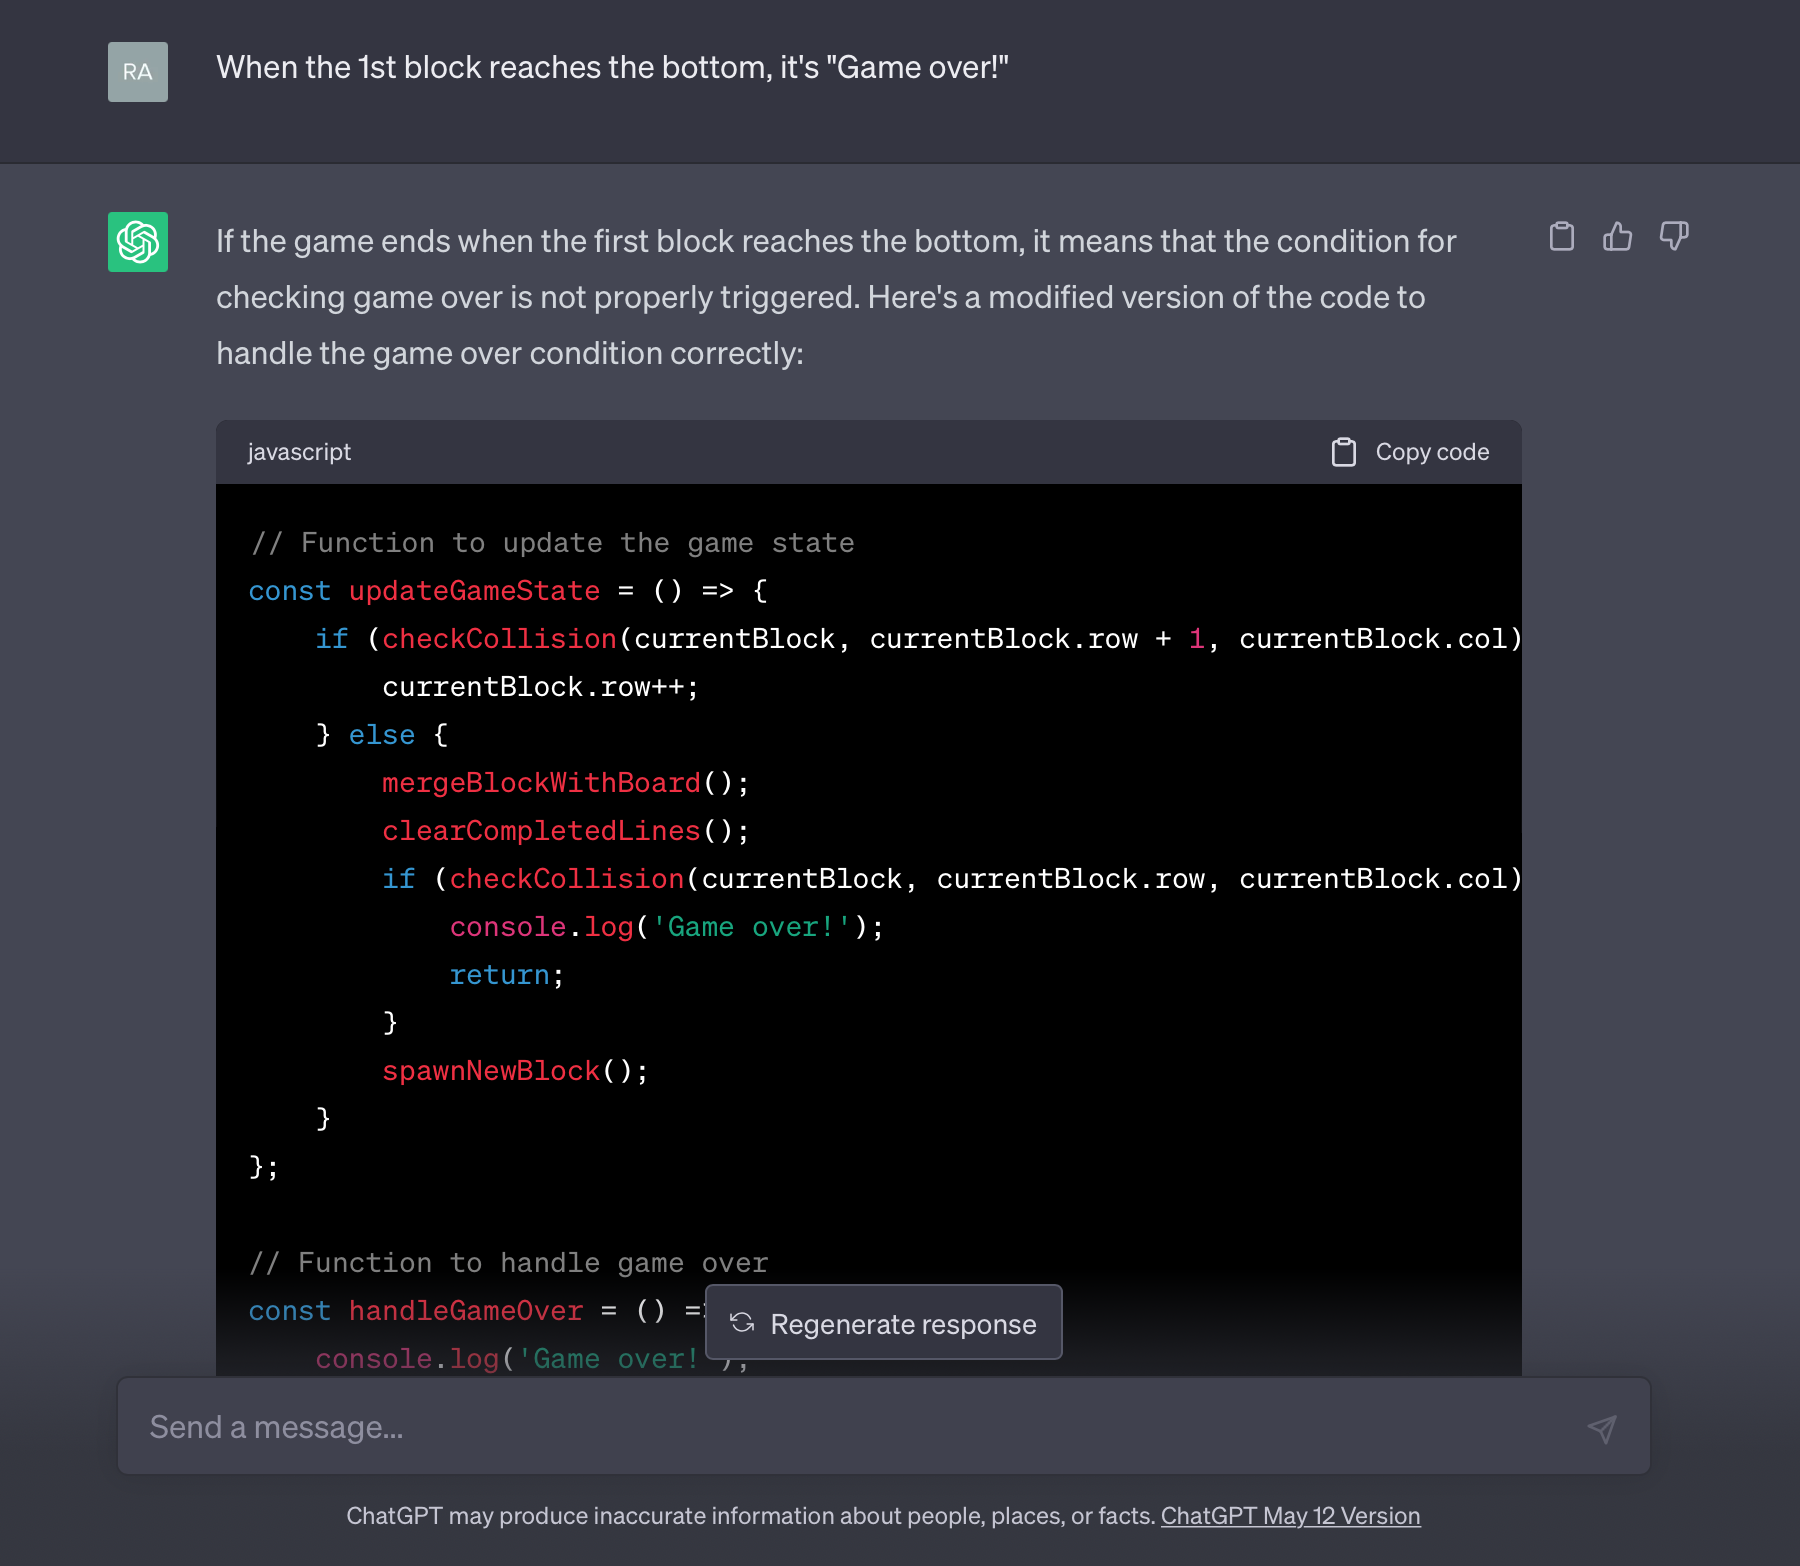 RA
When the 1st block reaches the bottom, it's "Game over!"
If the game ends when the first block reaches the bottom, it means that the condition for
checking game over is not properly triggered. Here's a modified version of the code to
handle the game over condition correctly:
javascript
Copy code
// Function to update the game state
const updateGameState = () => {
    if (checkCollision(currentBlock, currentBlock.row + 1, currentBlock.col)
        currentBlock.row++;
    } else {
        mergeBlockWithBoard();
        clearCompletedLines();
        if (checkCollision(currentBlock, currentBlock.row, currentBlock.col)
            console.log('Game over!');
            return;
        }
        spawnNewBlock();
    }
};
// Function to handle game over
const handleGameOver = () =>
    console.log('Game over!');
Regenerate response
Send a message...
ChatGPT may produce inaccurate information about people, places, or facts. ChatGPT May 12 Version